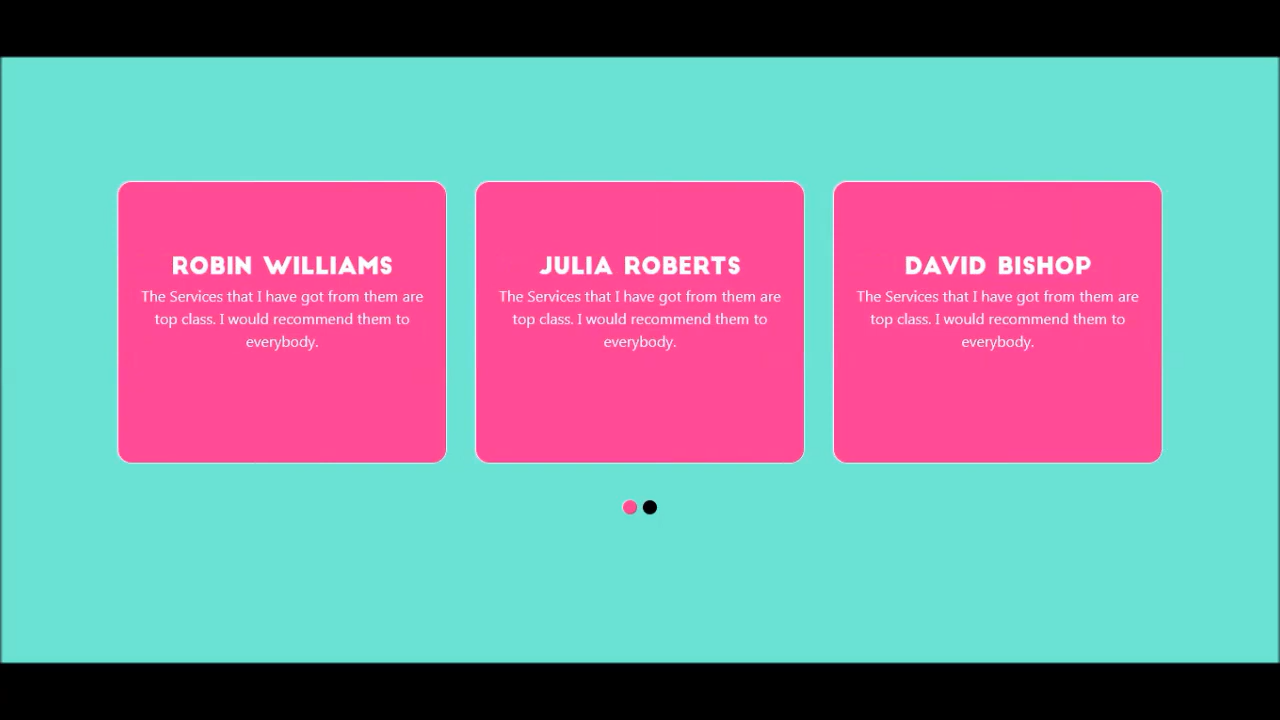 ROBIN WILLIAMS
The Services that I have got from them are
top class. I would recommend them to
everybody.
JULIA ROBERTS
The Services that I have got from them are
top class. I would recommend them to
everybody.
DAVID BISHOP
The Services that I have got from them are
top class. I would recommend them to
everybody.